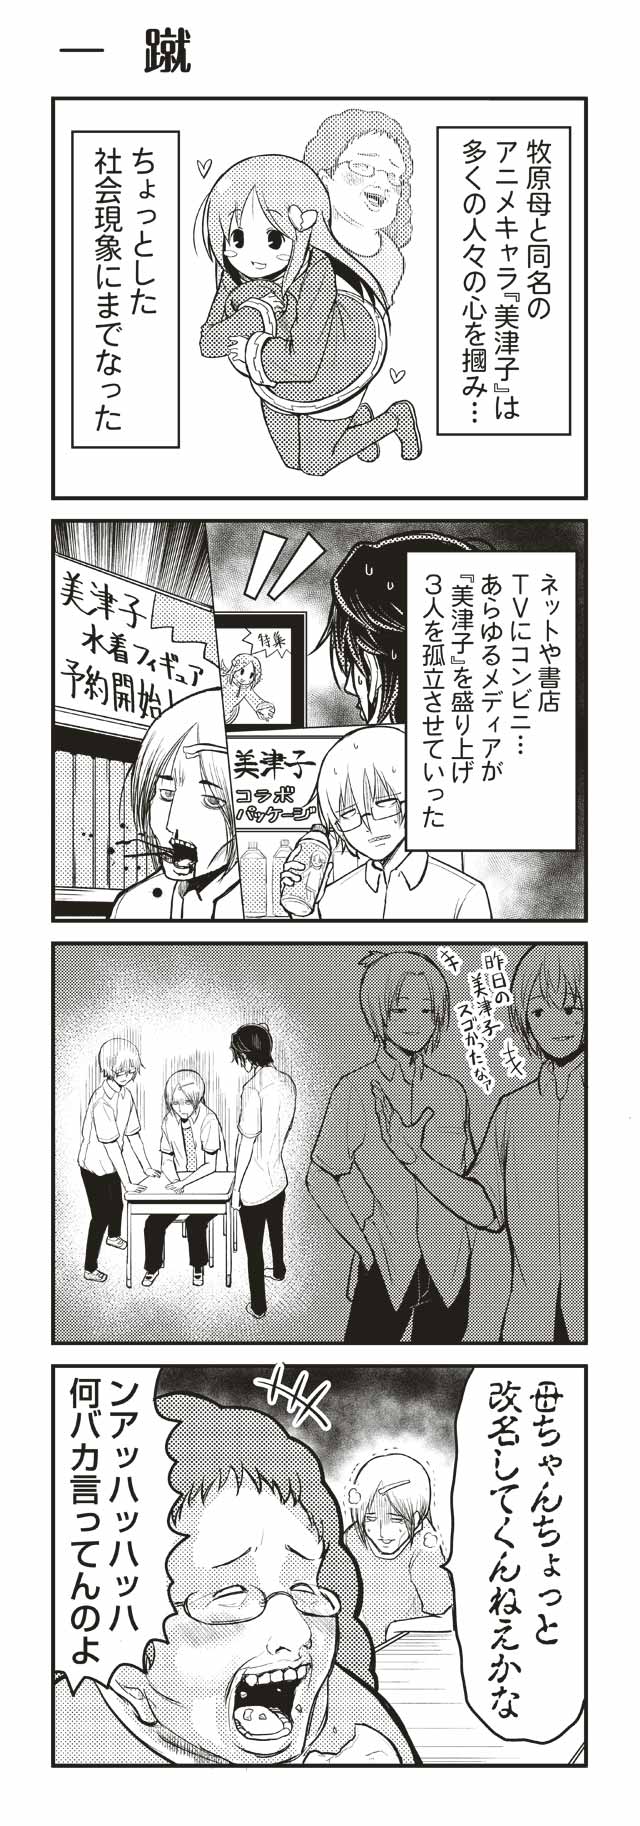 一蹴
牧原母と同名の
アニメキャラ『美津子』は
多くの人々の心を摑み…
ちょっとした
社会現象にまでなった
ネットや書店
TVにコンビニ…
あらゆるメディアが
『美津子』を盛り上げ
3人を孤立させていった
特集
美津子
コラボ
パッケージ
美津子
水着フィギュア
予約開始!
昨日の
美津子
スゴかったなァ
キャ
キャ
母ちゃんちょっと
改名してくんねえかな
ンアッハッハッハッハ
何バカ言ってんのよ